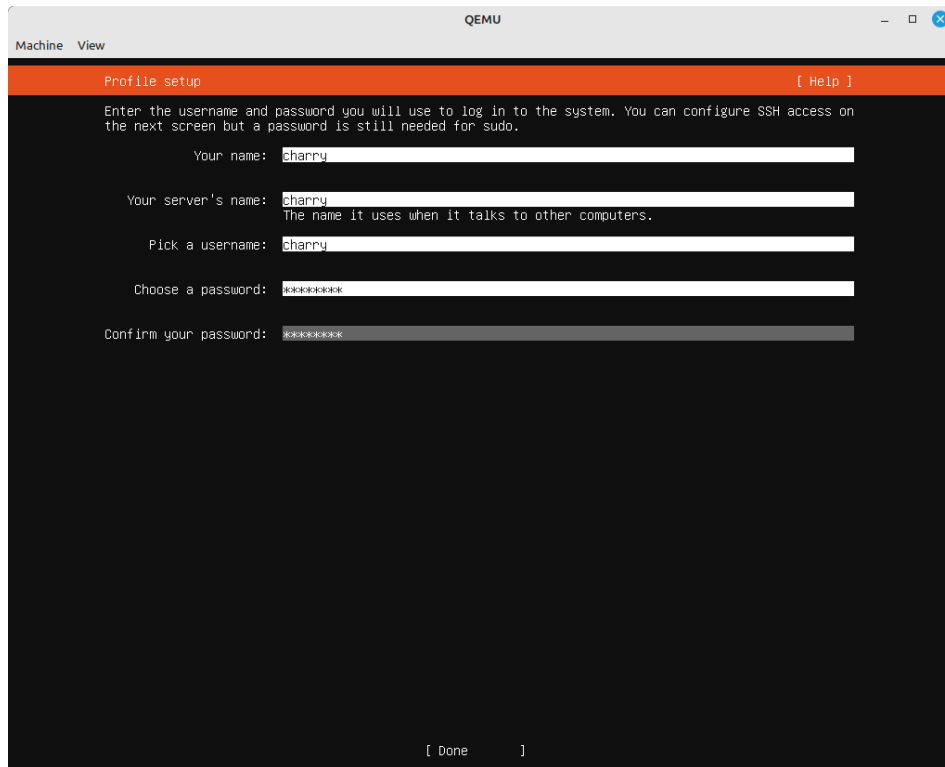 QEMU
Machine View
Profile setup [ Help ]
Enter the username and password you will use to log in to the system. You can configure SSH access on
the next screen but a password is still needed for sudo.
Your name: charry
Your server's name: charry
The name it uses when it talks to other computers.
Pick a username: charry
Choose a password: ********
Confirm your password: ********
[ Done ]